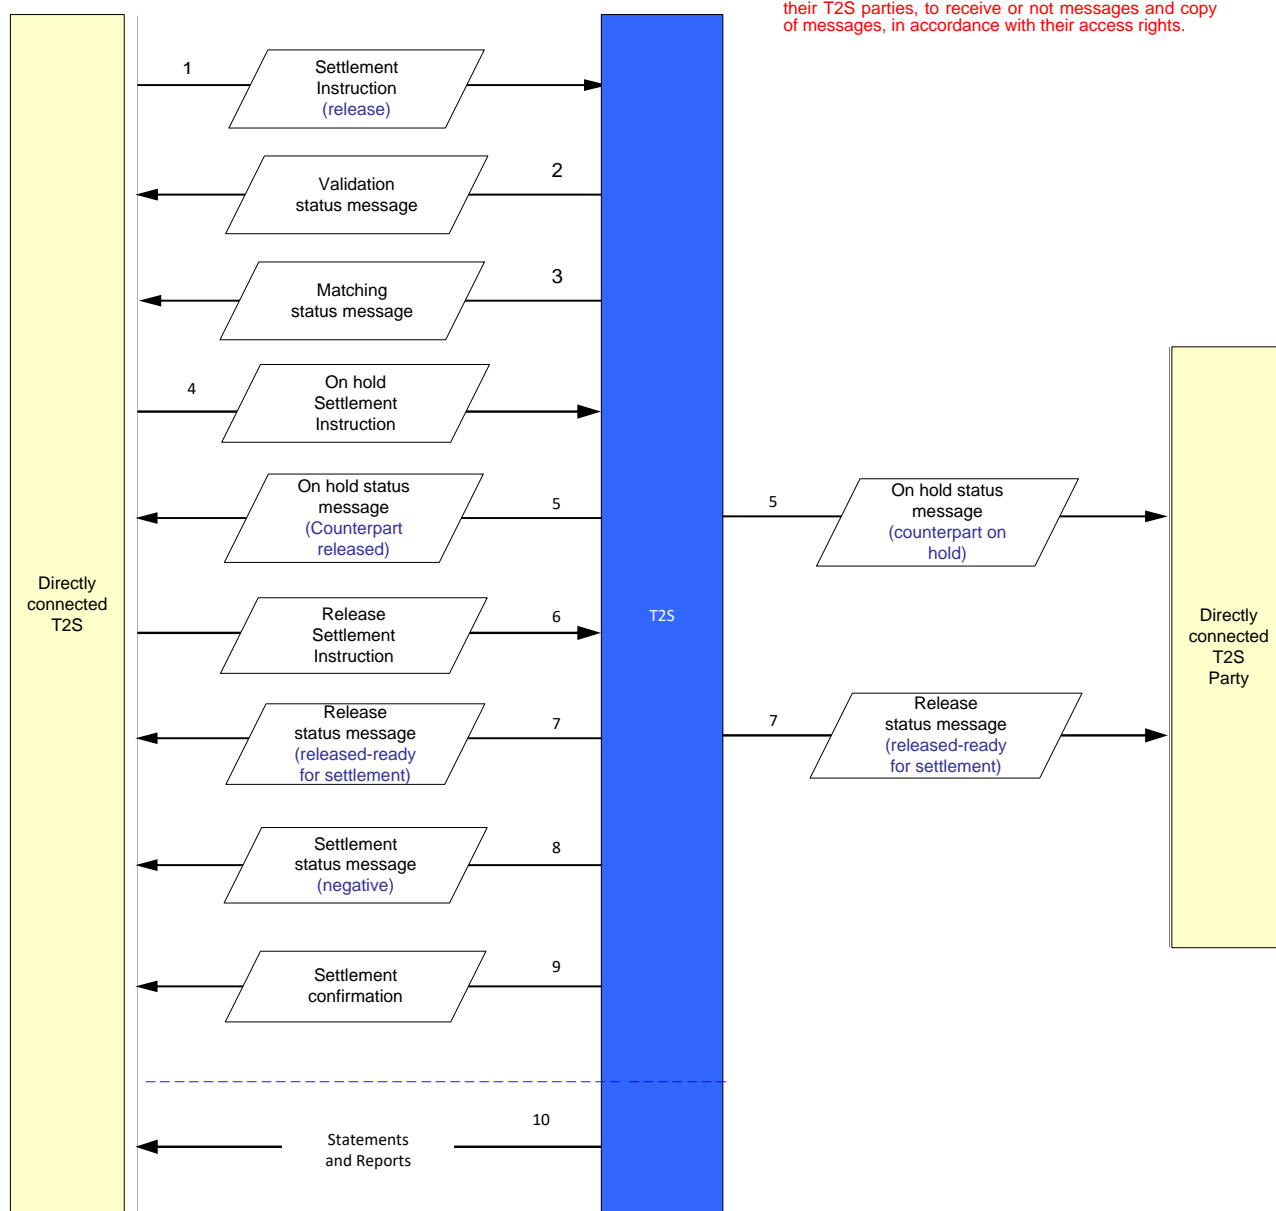 their T2S parties, to receive or not messages and copy
of messages, in accordance with their access rights.
1
Settlement
Instruction
(release)
Validation
status message
2
Matching
status message
3
4
On hold
Settlement
Instruction
On hold status
message
(Counterpart
released)
5
5
On hold status
message
(counterpart on
hold)
Directly
connected
T2S
Release
Settlement
Instruction
6
T2S
Directly
connected
T2S
Party
Release
status message
(released-ready
for settlement)
7
7
Release
status message
(released-ready
for settlement)
Settlement
status message
(negative)
8
Settlement
confirmation
9
Statements
and Reports
10